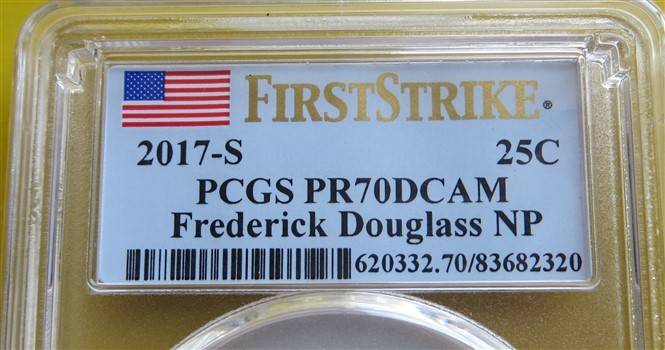 FIRSTSTRIKE®
2017-S 25C
PCGS PR70DCAM
Frederick Douglass NP
620332.70/83682320